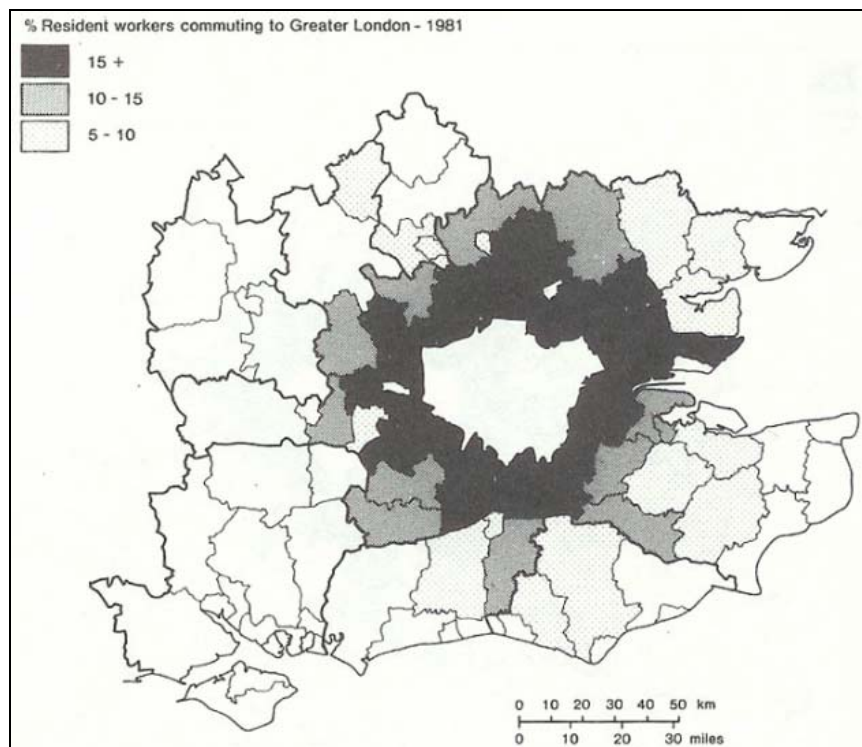 % Resident workers commuting to Greater London - 1981
15 +
10 - 15
5 - 10
0 10 20 30 40 50 km
0 10 20 30 miles